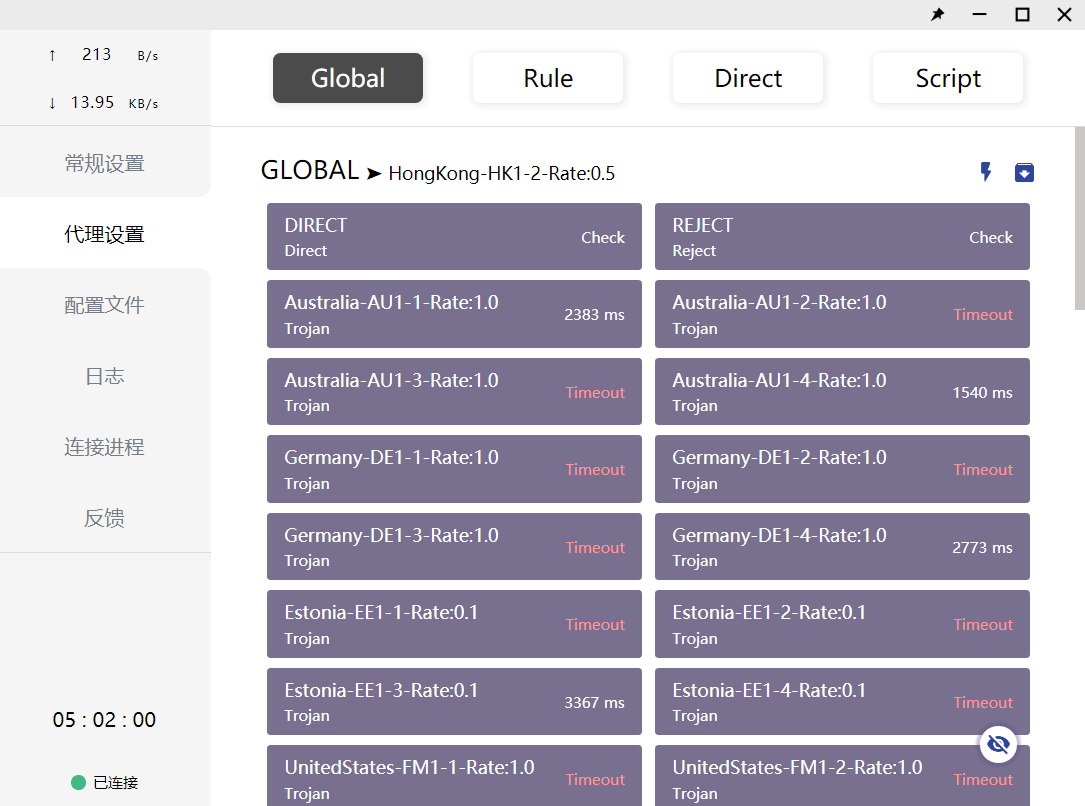 ↑ 213 B/s
↓ 13.95 KB/s
常规设置
代理设置
配置文件
日志
连接进程
反馈
05 : 02 : 00
已连接
Global
Rule
Direct
Script
GLOBAL ➤ HongKong-HK1-2-Rate:0.5
DIRECT
Direct
Check
REJECT
Reject
Check
Australia-AU1-1-Rate:1.0
Trojan
2383 ms
Australia-AU1-2-Rate:1.0
Trojan
Timeout
Australia-AU1-3-Rate:1.0
Trojan
Timeout
Australia-AU1-4-Rate:1.0
Trojan
1540 ms
Germany-DE1-1-Rate:1.0
Trojan
Timeout
Germany-DE1-2-Rate:1.0
Trojan
Timeout
Germany-DE1-3-Rate:1.0
Trojan
Timeout
Germany-DE1-4-Rate:1.0
Trojan
2773 ms
Estonia-EE1-1-Rate:0.1
Trojan
Timeout
Estonia-EE1-2-Rate:0.1
Trojan
Timeout
Estonia-EE1-3-Rate:0.1
Trojan
3367 ms
Estonia-EE1-4-Rate:0.1
Trojan
Timeout
UnitedStates-FM1-1-Rate:1.0
Trojan
Timeout
UnitedStates-FM1-2-Rate:1.0
Trojan
Timeout